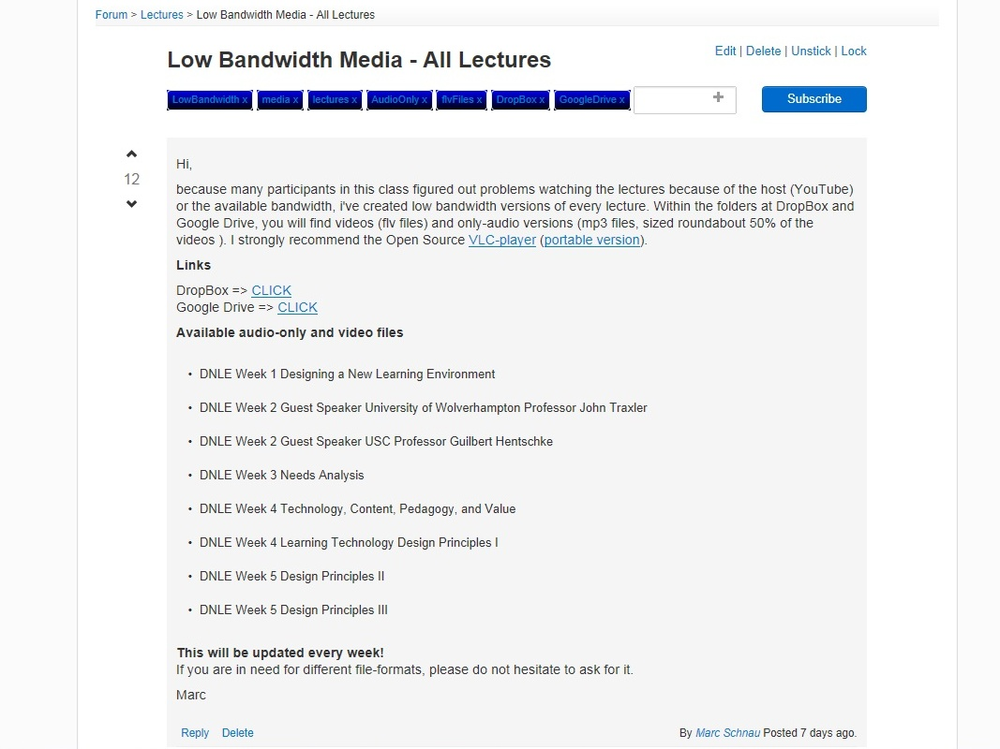 Forum > Lectures > Low Bandwidth Media - All Lectures
Low Bandwidth Media - All Lectures
Edit | Delete | Unstick | Lock
LowBandwidth x media x lectures x AudioOnly x flvFiles x DropBox x GoogleDrive x +
Subscribe
12
Hi,
because many participants in this class figured out problems watching the lectures because of the host (YouTube)
or the available bandwidth, i've created low bandwidth versions of every lecture. Within the folders at DropBox and
Google Drive, you will find videos (flv files) and only-audio versions (mp3 files, sized roundabout 50% of the
videos ). I strongly recommend the Open Source VLC-player (portable version).
Links
DropBox => CLICK
Google Drive => CLICK
Available audio-only and video files
• DNLE Week 1 Designing a New Learning Environment
• DNLE Week 2 Guest Speaker University of Wolverhampton Professor John Traxler
• DNLE Week 2 Guest Speaker USC Professor Guilbert Hentschke
• DNLE Week 3 Needs Analysis
• DNLE Week 4 Technology, Content, Pedagogy, and Value
• DNLE Week 4 Learning Technology Design Principles I
• DNLE Week 5 Design Principles II
• DNLE Week 5 Design Principles III
This will be updated every week!
If you are in need for different file-formats, please do not hesitate to ask for it.
Marc
Reply Delete
By Marc Schnau Posted 7 days ago.